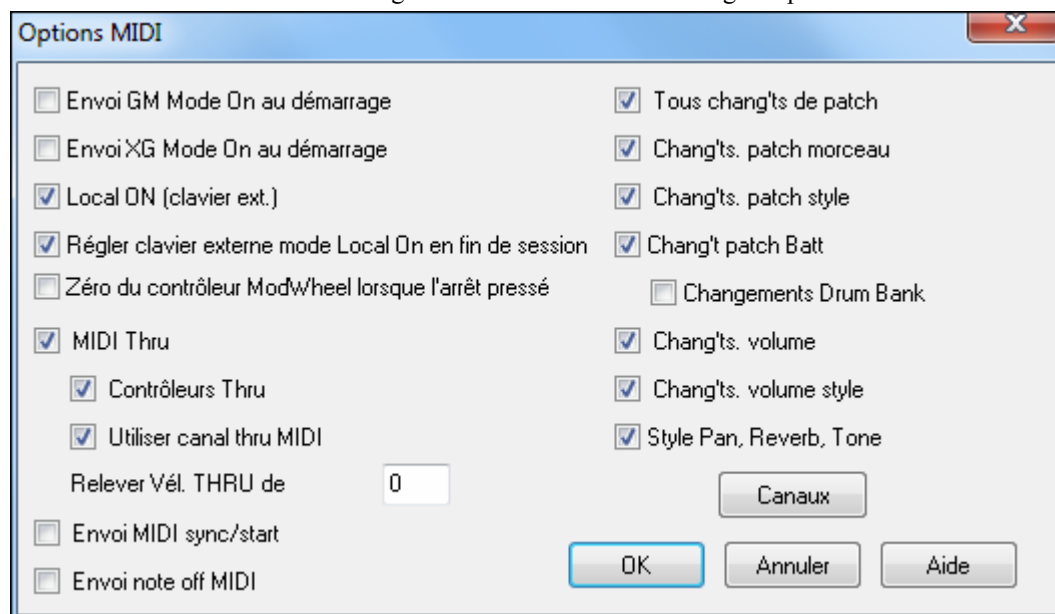 Options MIDI
Envoi GM Mode On au démarrage
Envoi XG Mode On au démarrage
Local ON (clavier ext.)
Régler clavier externe mode Local On en fin de session
Zéro du contrôleur ModWheel lorsque l'arrêt pressé
MIDI Thru
Contrôleurs Thru
Utiliser canal thru MIDI
Relever Vél. THRU de 0
Envoi MIDI sync/start
Envoi note off MIDI
Tous chang'ts de patch
Chang'ts. patch morceau
Chang'ts. patch style
Chang't patch Batt
Changements Drum Bank
Chang'ts. volume
Chang'ts. volume style
Style Pan, Reverb, Tone
Canaux
OK Annuler Aide